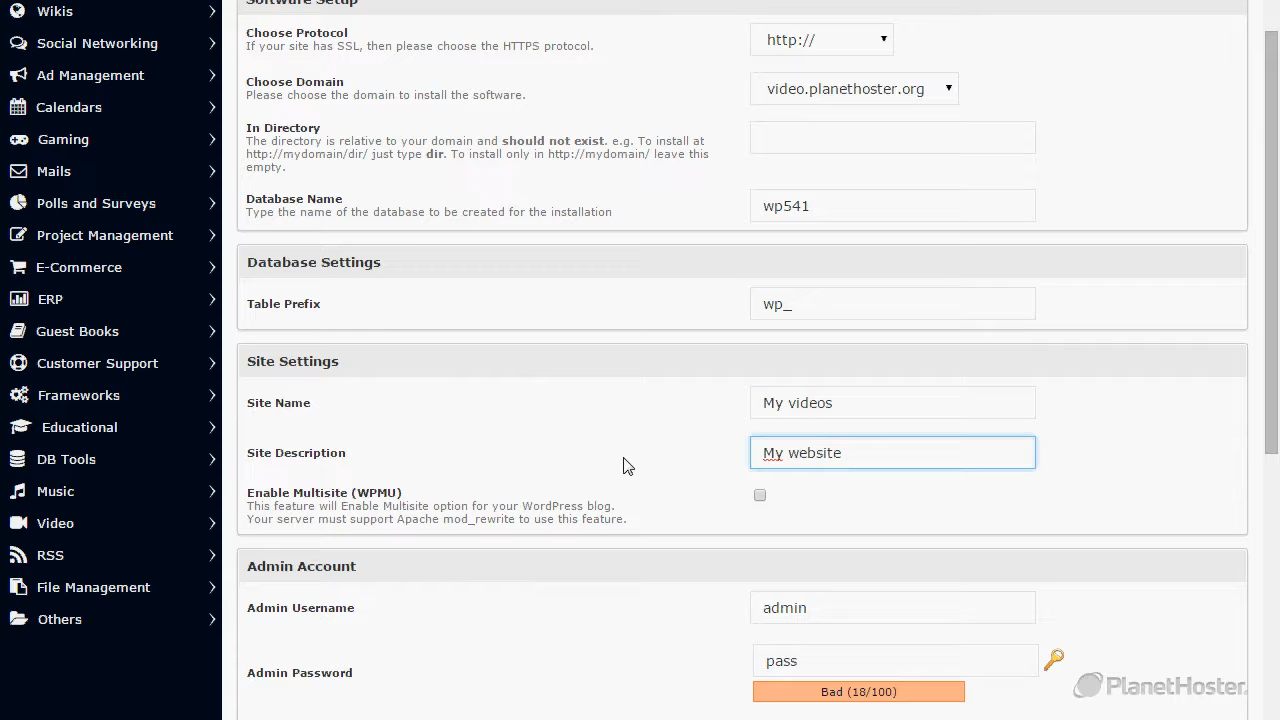 Wikis
Social Networking
Ad Management
Calendars
Gaming
Mails
Polls and Surveys
Project Management
E-Commerce
ERP
Guest Books
Customer Support
Frameworks
Educational
DB Tools
Music
Video
RSS
File Management
Others
Software Setup
Choose Protocol
If your site has SSL, then please choose the HTTPS protocol.
http://
Choose Domain
Please choose the domain to install the software.
video.planethoster.org
In Directory
The directory is relative to your domain and should not exist. e.g. To install at
http://mydomain/dir/ just type dir. To install only in http://mydomain/ leave this
empty.
Database Name
Type the name of the database to be created for the installation
wp541
Database Settings
Table Prefix
wp_
Site Settings
Site Name
My videos
Site Description
My website
Enable Multisite (WPMU)
This feature will Enable Multisite option for your WordPress blog.
Your server must support Apache mod_rewrite to use this feature.
Admin Account
Admin Username
admin
Admin Password
pass
Bad (18/100)
PlanetHoster.